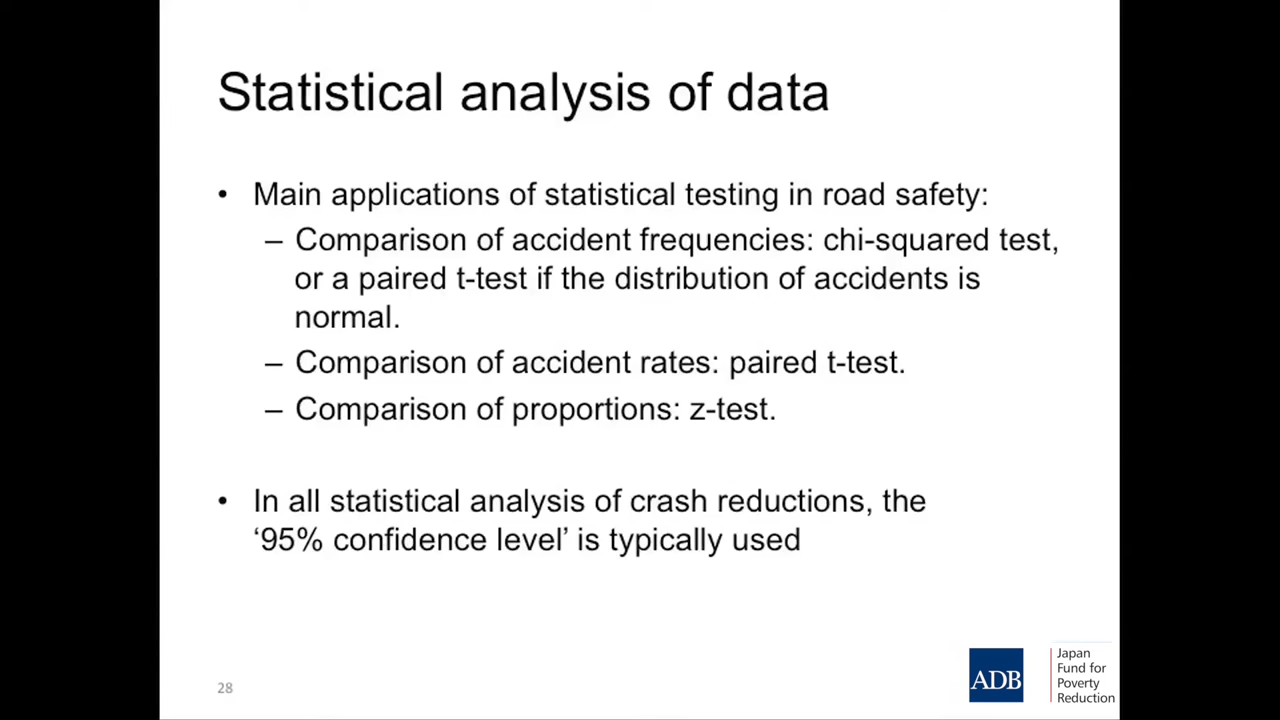 Statistical analysis of data
• Main applications of statistical testing in road safety:
– Comparison of accident frequencies: chi-squared test,
or a paired t-test if the distribution of accidents is
normal.
– Comparison of accident rates: paired t-test.
– Comparison of proportions: z-test.
• In all statistical analysis of crash reductions, the
‘95% confidence level’ is typically used
28
ADB
Japan
Fund for
Poverty
Reduction